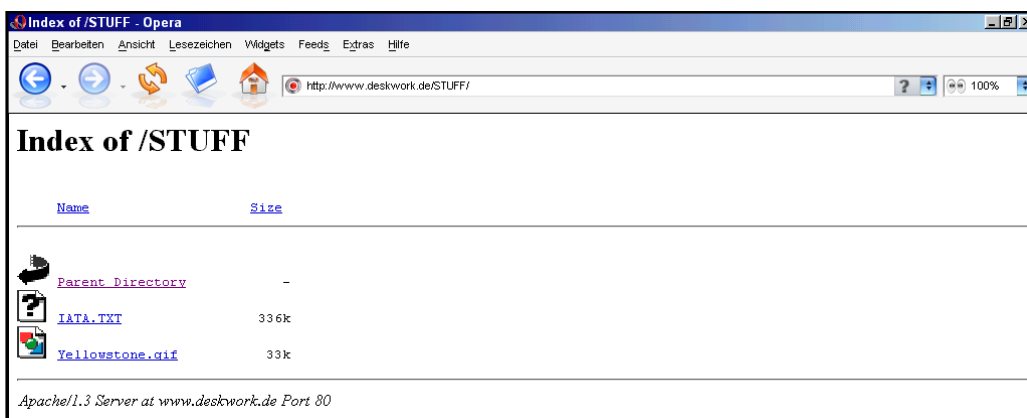 Index of /STUFF - Opera
Datei Bearbeiten Ansicht Lesezeichen Widgets Feeds Extras Hilfe
http://www.deskwork.de/STUFF/ ? 100%
Index of /STUFF
Name Size
Parent Directory -
IATA.TXT 336k
Yellowstone.gif 33k
Apache/1.3 Server at www.deskwork.de Port 80